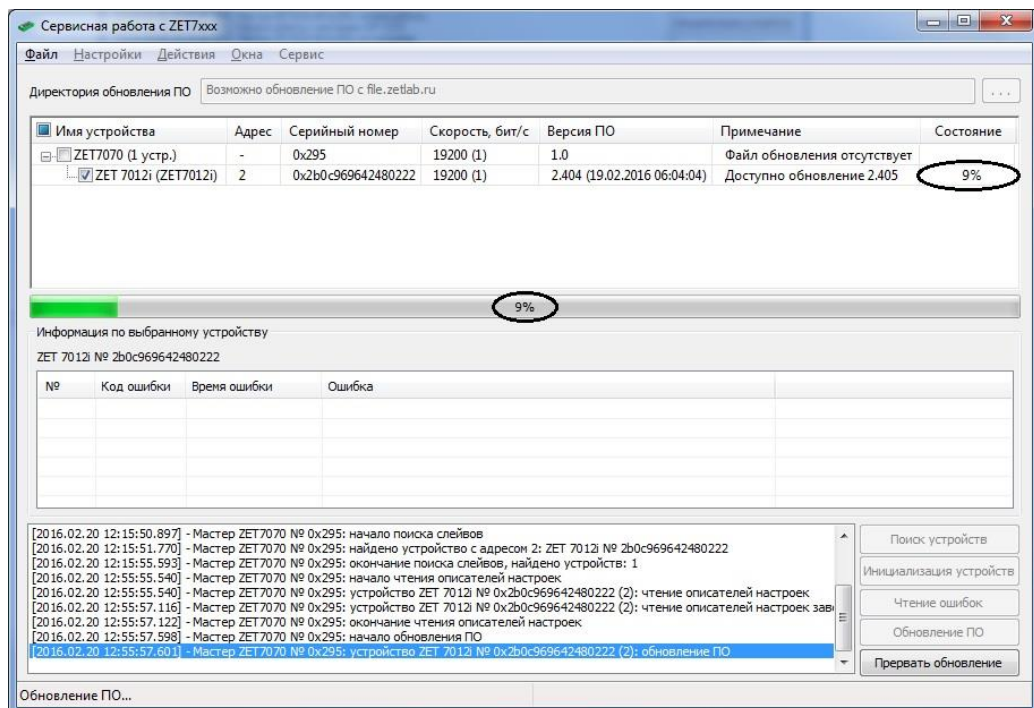 Сервисная работа с ZET7xxx
Файл Настройки Действия Окна Сервис
Директория обновления ПО Возможно обновление ПО с file.zetlab.ru ...
Имя устройства Адрес Серийный номер Скорость, бит/с Версия ПО Примечание Состояние
ZET7070 (1 устр.) - 0x295 19200 (1) 1.0 Файл обновления отсутствует
ZET 7012i (ZET7012i) 2 0x2b0c969642480222 19200 (1) 2.404 (19.02.2016 06:04:04) Доступно обновление 2.405 9%
9%
Информация по выбранному устройству
ZET 7012i № 2b0c969642480222
№ Код ошибки Время ошибки Ошибка
[2016.02.20 12:15:50.897] - Мастер ZET7070 № 0x295: начало поиска слейвов
[2016.02.20 12:15:51.770] - Мастер ZET7070 № 0x295: найдено устройство с адресом 2: ZET 7012i № 2b0c969642480222
[2016.02.20 12:15:55.593] - Мастер ZET7070 № 0x295: окончание поиска слейвов, найдено устройств: 1
[2016.02.20 12:55:55.540] - Мастер ZET7070 № 0x295: начало чтения описателей настроек
[2016.02.20 12:55:55.540] - Мастер ZET7070 № 0x295: устройство ZET 7012i № 0x2b0c969642480222 (2): чтение описателей настроек
[2016.02.20 12:55:57.116] - Мастер ZET7070 № 0x295: устройство ZET 7012i № 0x2b0c969642480222 (2): чтение описателей настроек заве
[2016.02.20 12:55:57.122] - Мастер ZET7070 № 0x295: окончание чтения описателей настроек
[2016.02.20 12:55:57.598] - Мастер ZET7070 № 0x295: начало обновления ПО
[2016.02.20 12:55:57.601] - Мастер ZET7070 № 0x295: устройство ZET 7012i № 0x2b0c969642480222 (2): обновление ПО
Поиск устройств
Инициализация устройств
Чтение ошибок
Обновление ПО
Прервать обновление
Обновление ПО...